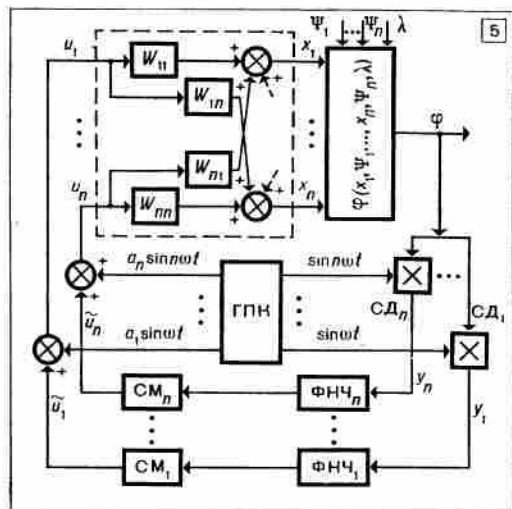 Ψ₁ ... Ψₙ λ
5
u₁
W₁₁
+
+
x₁
W₁ₙ
φ(x₁,Ψ₁,...,xₙ,Ψₙ,λ)
φ
Wₙ₁
uₙ
Wₙₙ
+
+
xₙ
aₙ sin nωt
sin nωt
+
+
ũₙ
ГПК
СДₙ
СД₁
a₁ sin ωt
sin ωt
+
+
yₙ
ũ₁
СМₙ
ФНЧₙ
y₁
СМ₁
ФНЧ₁